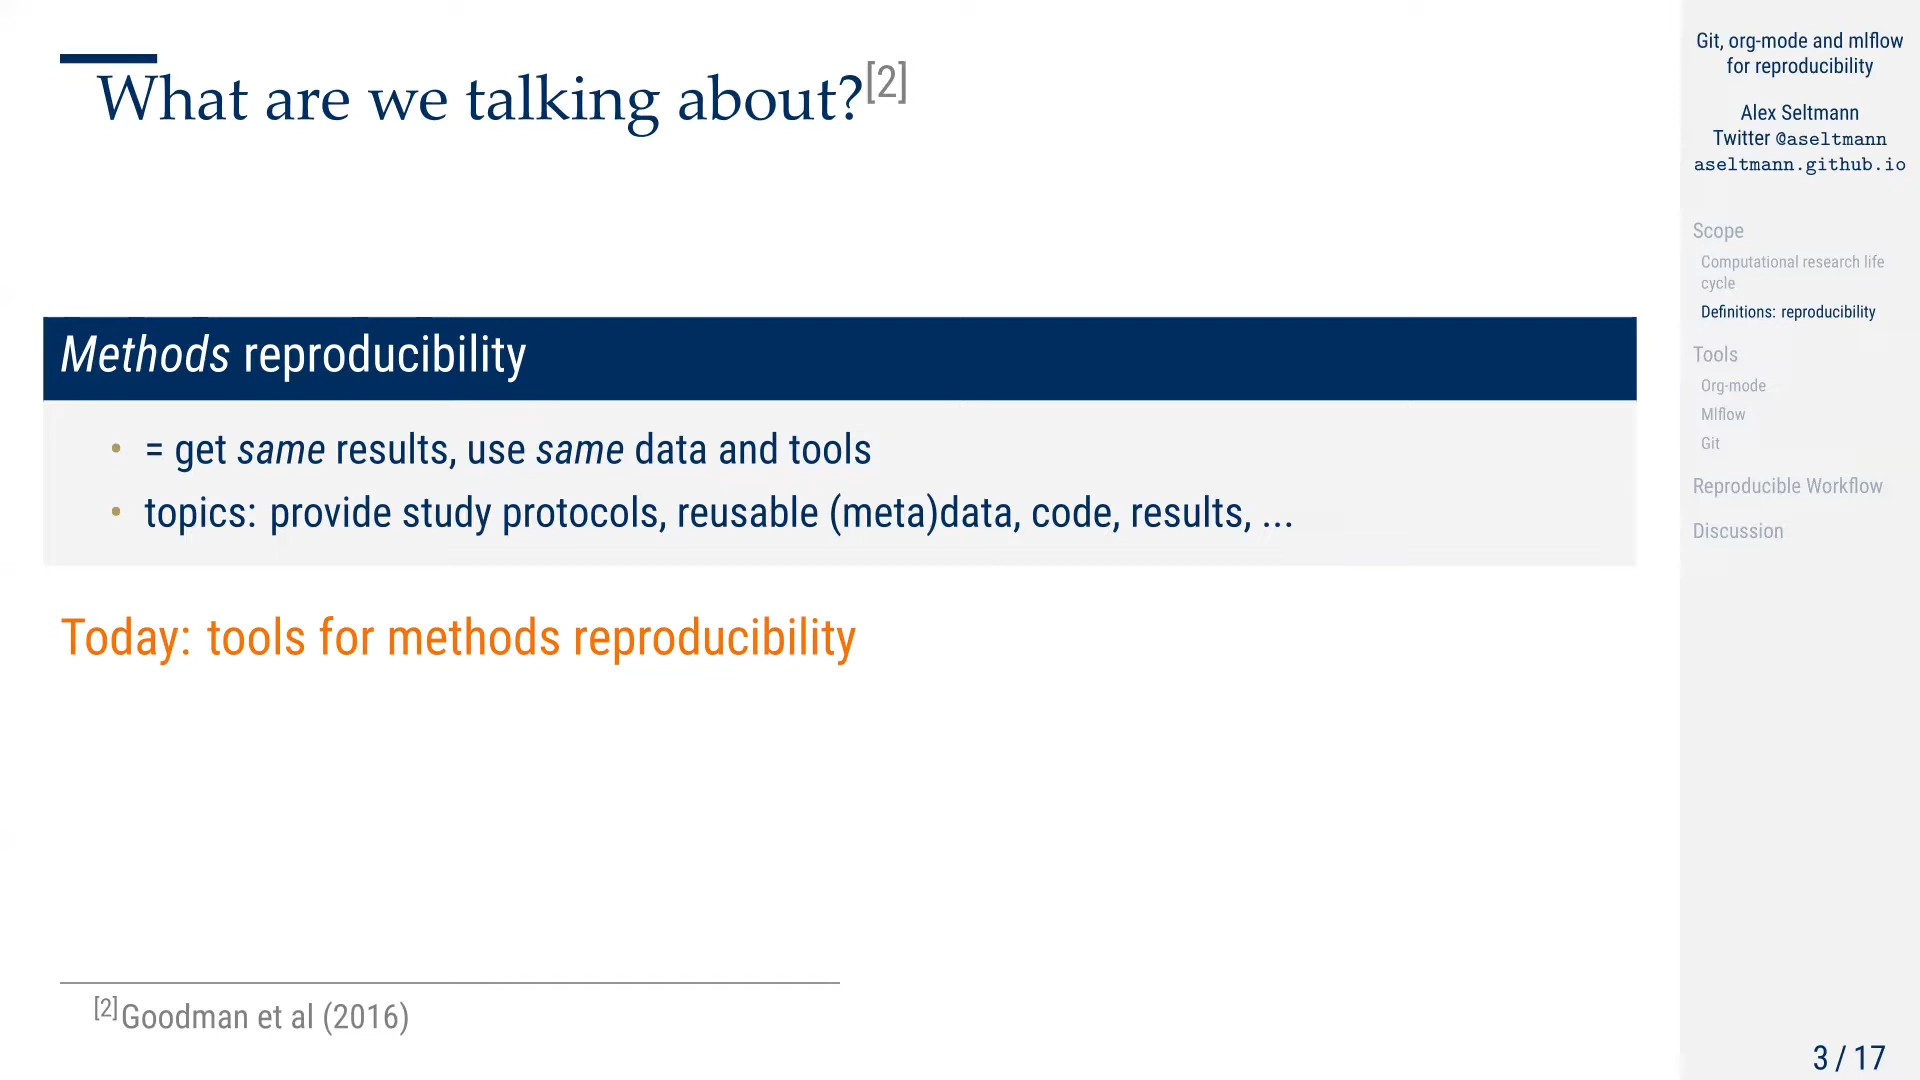 What are we talking about?[2]
Methods reproducibility
• = get same results, use same data and tools
• topics: provide study protocols, reusable (meta)data, code, results, ...
Today: tools for methods reproducibility
[2]Goodman et al (2016)
Git, org-mode and mlflow
for reproducibility
Alex Seltmann
Twitter @aseltmann
aseltmann.github.io
Scope
Computational research life
cycle
Definitions: reproducibility
Tools
Org-mode
Mlflow
Git
Reproducible Workflow
Discussion
3 / 17